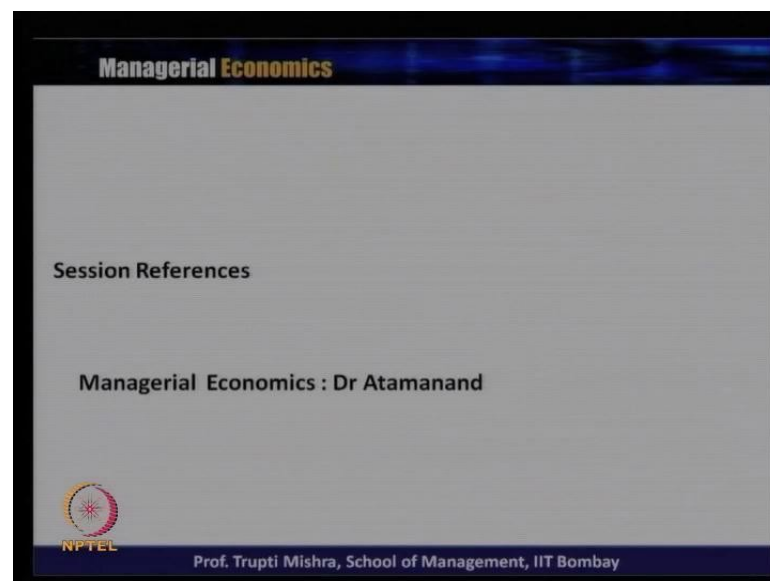 Managerial Economics
Session References
Managerial Economics : Dr Atamanand
NPTEL
Prof. Trupti Mishra, School of Management, IIT Bombay